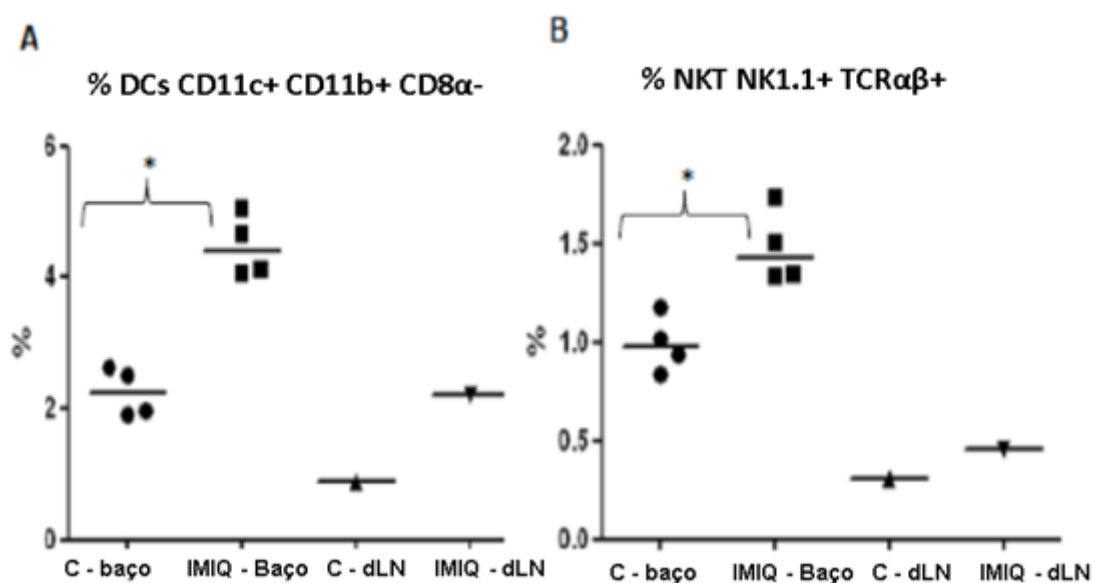 A
% DCs CD11c+ CD11b+ CD8α-
6
4
2
0
%
*
C - baço IMIQ - Baço C - dLN IMIQ - dLN
B
% NKT NK1.1+ TCRαβ+
2.0
1.5
1.0
0.5
0.0
%
*
C - baço IMIQ - Baço C - dLN IMIQ - dLN